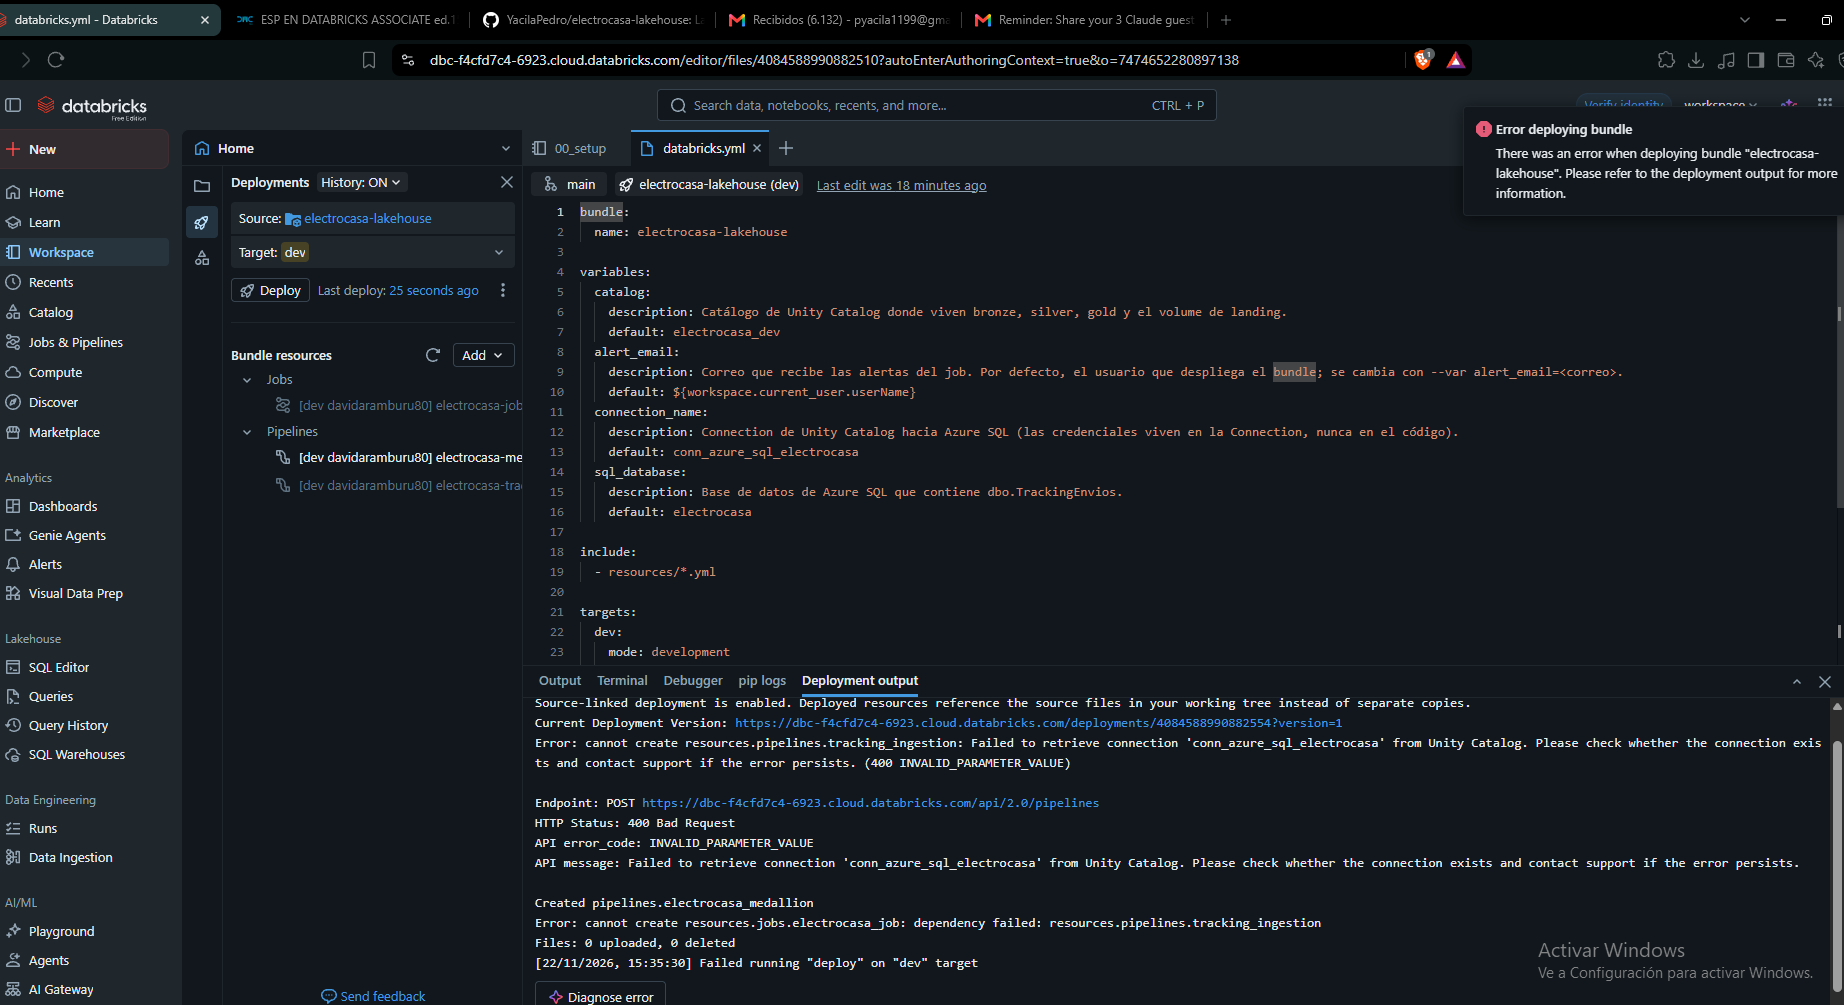 databricks.yml - Databricks
ESP EN DATABRICKS ASSOCIATE ed.1
YacilaPedro/electrocasa-lakehouse: La
Recibidos (6.132) - pyacila1199@gma
Reminder: Share your 3 Claude guest
dbc-f4cfd7c4-6923.cloud.databricks.com/editor/files/4084588990882510?autoEnterAuthoringContext=true&o=7474652280897138
1
databricks
Free Edition
Search data, notebooks, recents, and more...
CTRL + P
Verify identity
workspace
Error deploying bundle
There was an error when deploying bundle "electrocasa-
lakehouse". Please refer to the deployment output for more
information.
New
Home
Learn
Workspace
Recents
Catalog
Jobs & Pipelines
Compute
Discover
Marketplace
Analytics
Dashboards
Genie Agents
Alerts
Visual Data Prep
Lakehouse
SQL Editor
Queries
Query History
SQL Warehouses
Data Engineering
Runs
Data Ingestion
AI/ML
Playground
Agents
AI Gateway
Home
Deployments History: ON
Source: electrocasa-lakehouse
Target: dev
Deploy Last deploy: 25 seconds ago
Bundle resources
Add
Jobs
[dev davidaramburu80] electrocasa-job
Pipelines
[dev davidaramburu80] electrocasa-me
[dev davidaramburu80] electrocasa-tra
Send feedback
00_setup
databricks.yml
main
electrocasa-lakehouse (dev)
Last edit was 18 minutes ago
1 bundle:
2 name: electrocasa-lakehouse
3
4 variables:
5 catalog:
6 description: Catálogo de Unity Catalog donde viven bronze, silver, gold y el volume de landing.
7 default: electrocasa_dev
8 alert_email:
9 description: Correo que recibe las alertas del job. Por defecto, el usuario que despliega el bundle; se cambia con --var alert_email=<correo>.
10 default: ${workspace.current_user.userName}
11 connection_name:
12 description: Connection de Unity Catalog hacia Azure SQL (las credenciales viven en la Connection, nunca en el código).
13 default: conn_azure_sql_electrocasa
14 sql_database:
15 description: Base de datos de Azure SQL que contiene dbo.TrackingEnvios.
16 default: electrocasa
17
18 include:
19 - resources/*.yml
20
21 targets:
22 dev:
23 mode: development
Output
Terminal
Debugger
pip logs
Deployment output
Source-linked deployment is enabled. Deployed resources reference the source files in your working tree instead of separate copies.
Current Deployment Version: https://dbc-f4cfd7c4-6923.cloud.databricks.com/deployments/4084588990882554?version=1
Error: cannot create resources.pipelines.tracking_ingestion: Failed to retrieve connection 'conn_azure_sql_electrocasa' from Unity Catalog. Please check whether the connection exis
ts and contact support if the error persists. (400 INVALID_PARAMETER_VALUE)
Endpoint: POST https://dbc-f4cfd7c4-6923.cloud.databricks.com/api/2.0/pipelines
HTTP Status: 400 Bad Request
API error_code: INVALID_PARAMETER_VALUE
API message: Failed to retrieve connection 'conn_azure_sql_electrocasa' from Unity Catalog. Please check whether the connection exists and contact support if the error persists.
Created pipelines.electrocasa_medallion
Error: cannot create resources.jobs.electrocasa_job: dependency failed: resources.pipelines.tracking_ingestion
Files: 0 uploaded, 0 deleted
[22/11/2026, 15:35:30] Failed running "deploy" on "dev" target
Diagnose error
Activar Windows
Ve a Configuración para activar Windows.